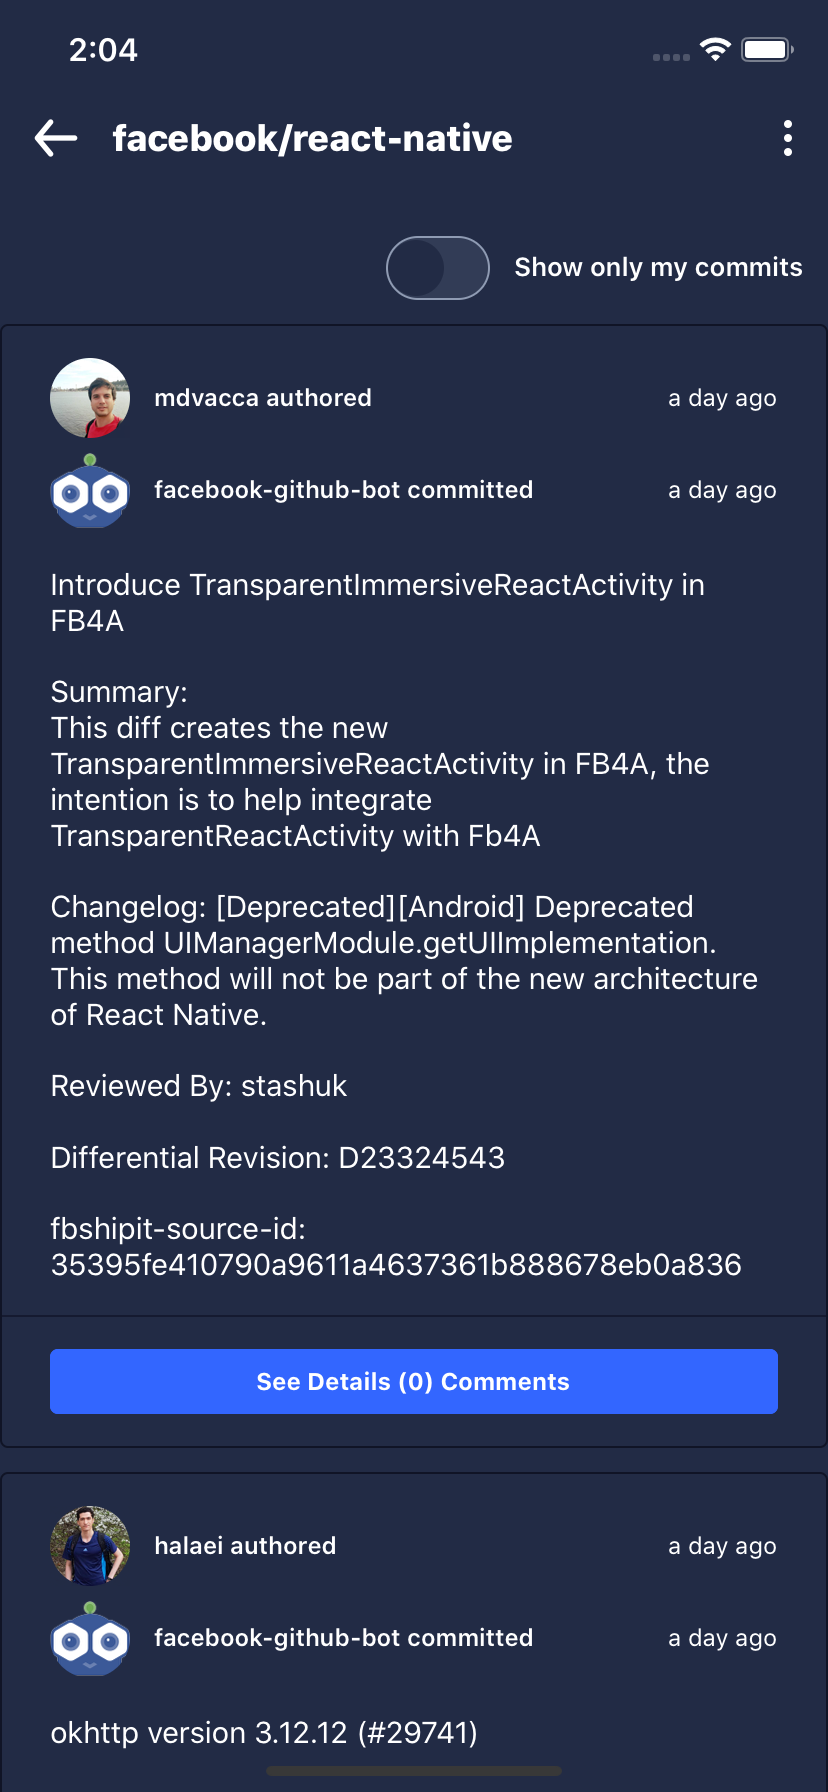 2:04
facebook/react-native
Show only my commits
mdvacca authored
a day ago
facebook-github-bot committed
a day ago
Introduce TransparentImmersiveReactActivity in
FB4A
Summary:
This diff creates the new
TransparentImmersiveReactActivity in FB4A, the
intention is to help integrate
TransparentReactActivity with Fb4A
Changelog: [Deprecated][Android] Deprecated
method UIManagerModule.getUIImplementation.
This method will not be part of the new architecture
of React Native.
Reviewed By: stashuk
Differential Revision: D23324543
fbshipit-source-id:
35395fe410790a9611a4637361b888678eb0a836
See Details (0) Comments
halaei authored
a day ago
facebook-github-bot committed
a day ago
okhttp version 3.12.12 (#29741)